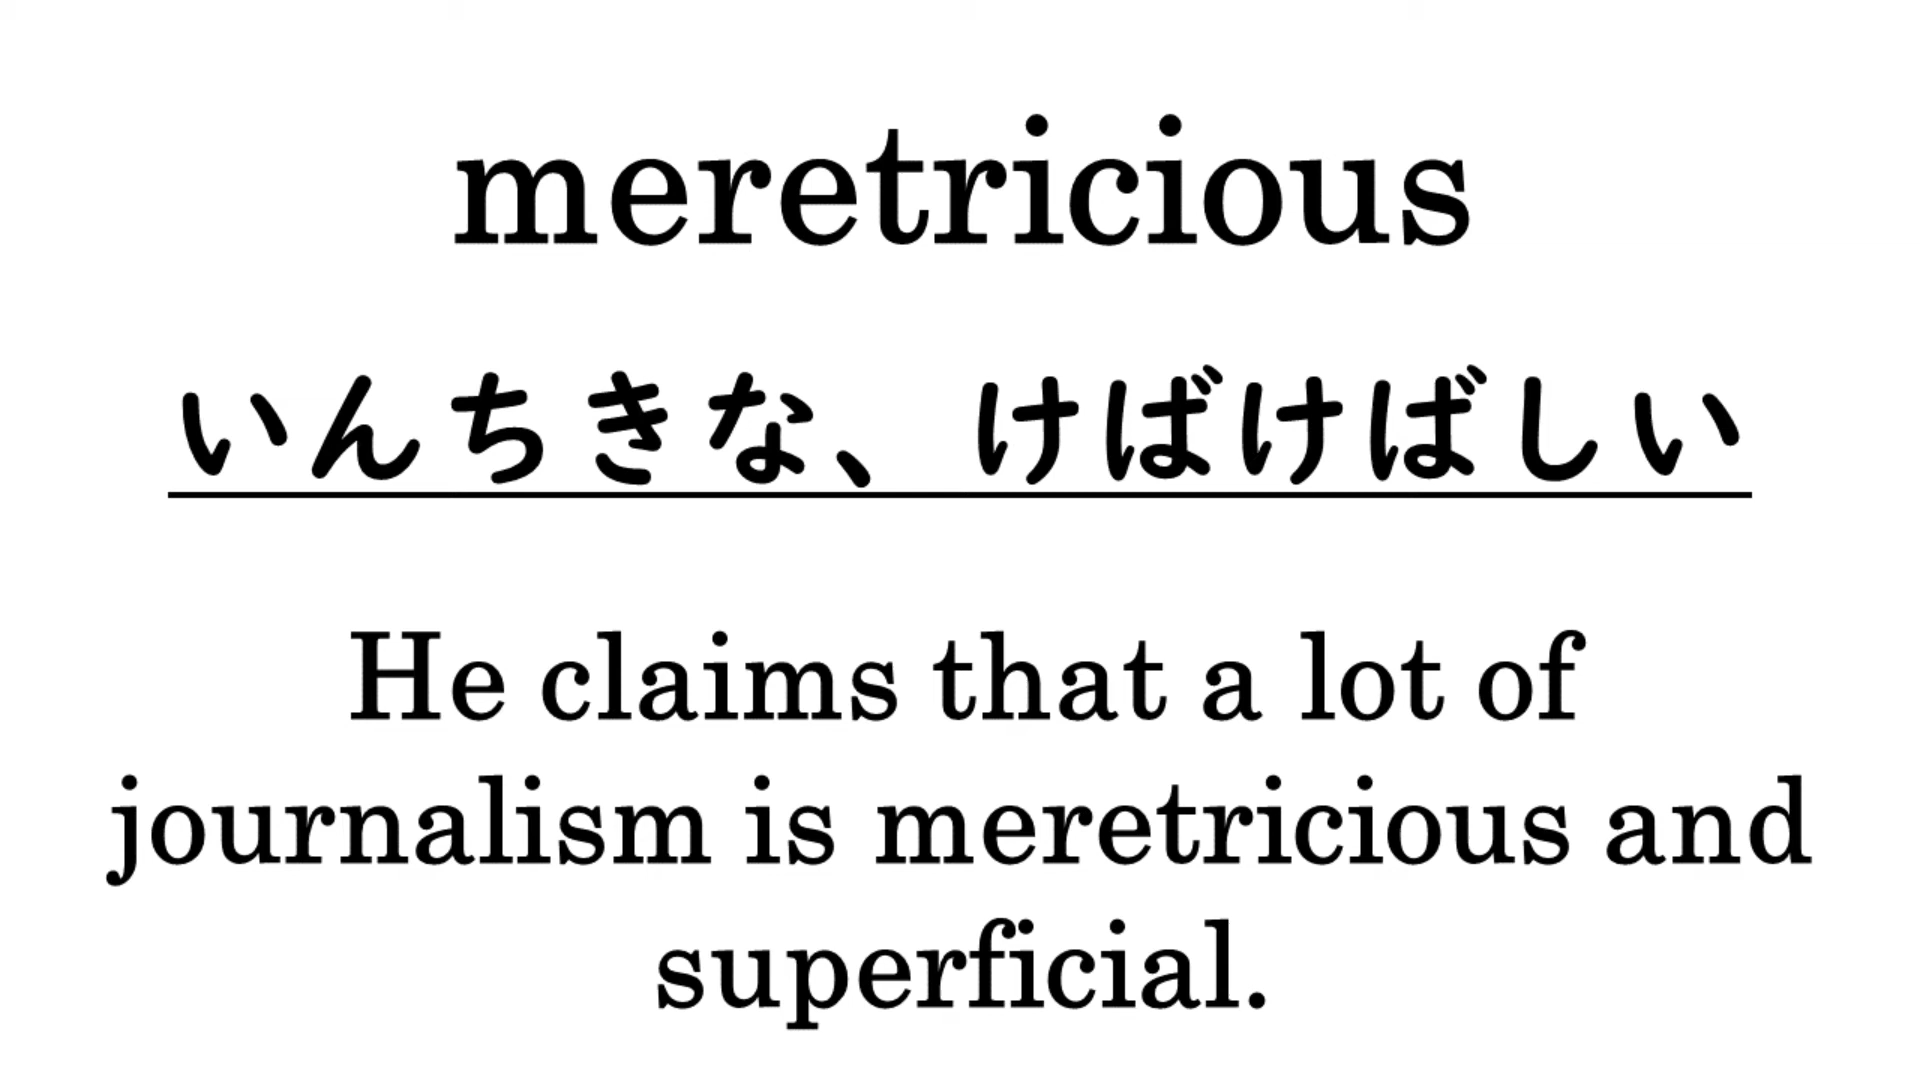 meretricious
いんちきな、けばけばしい
He claims that a lot of
journalism is meretricious and
superficial.